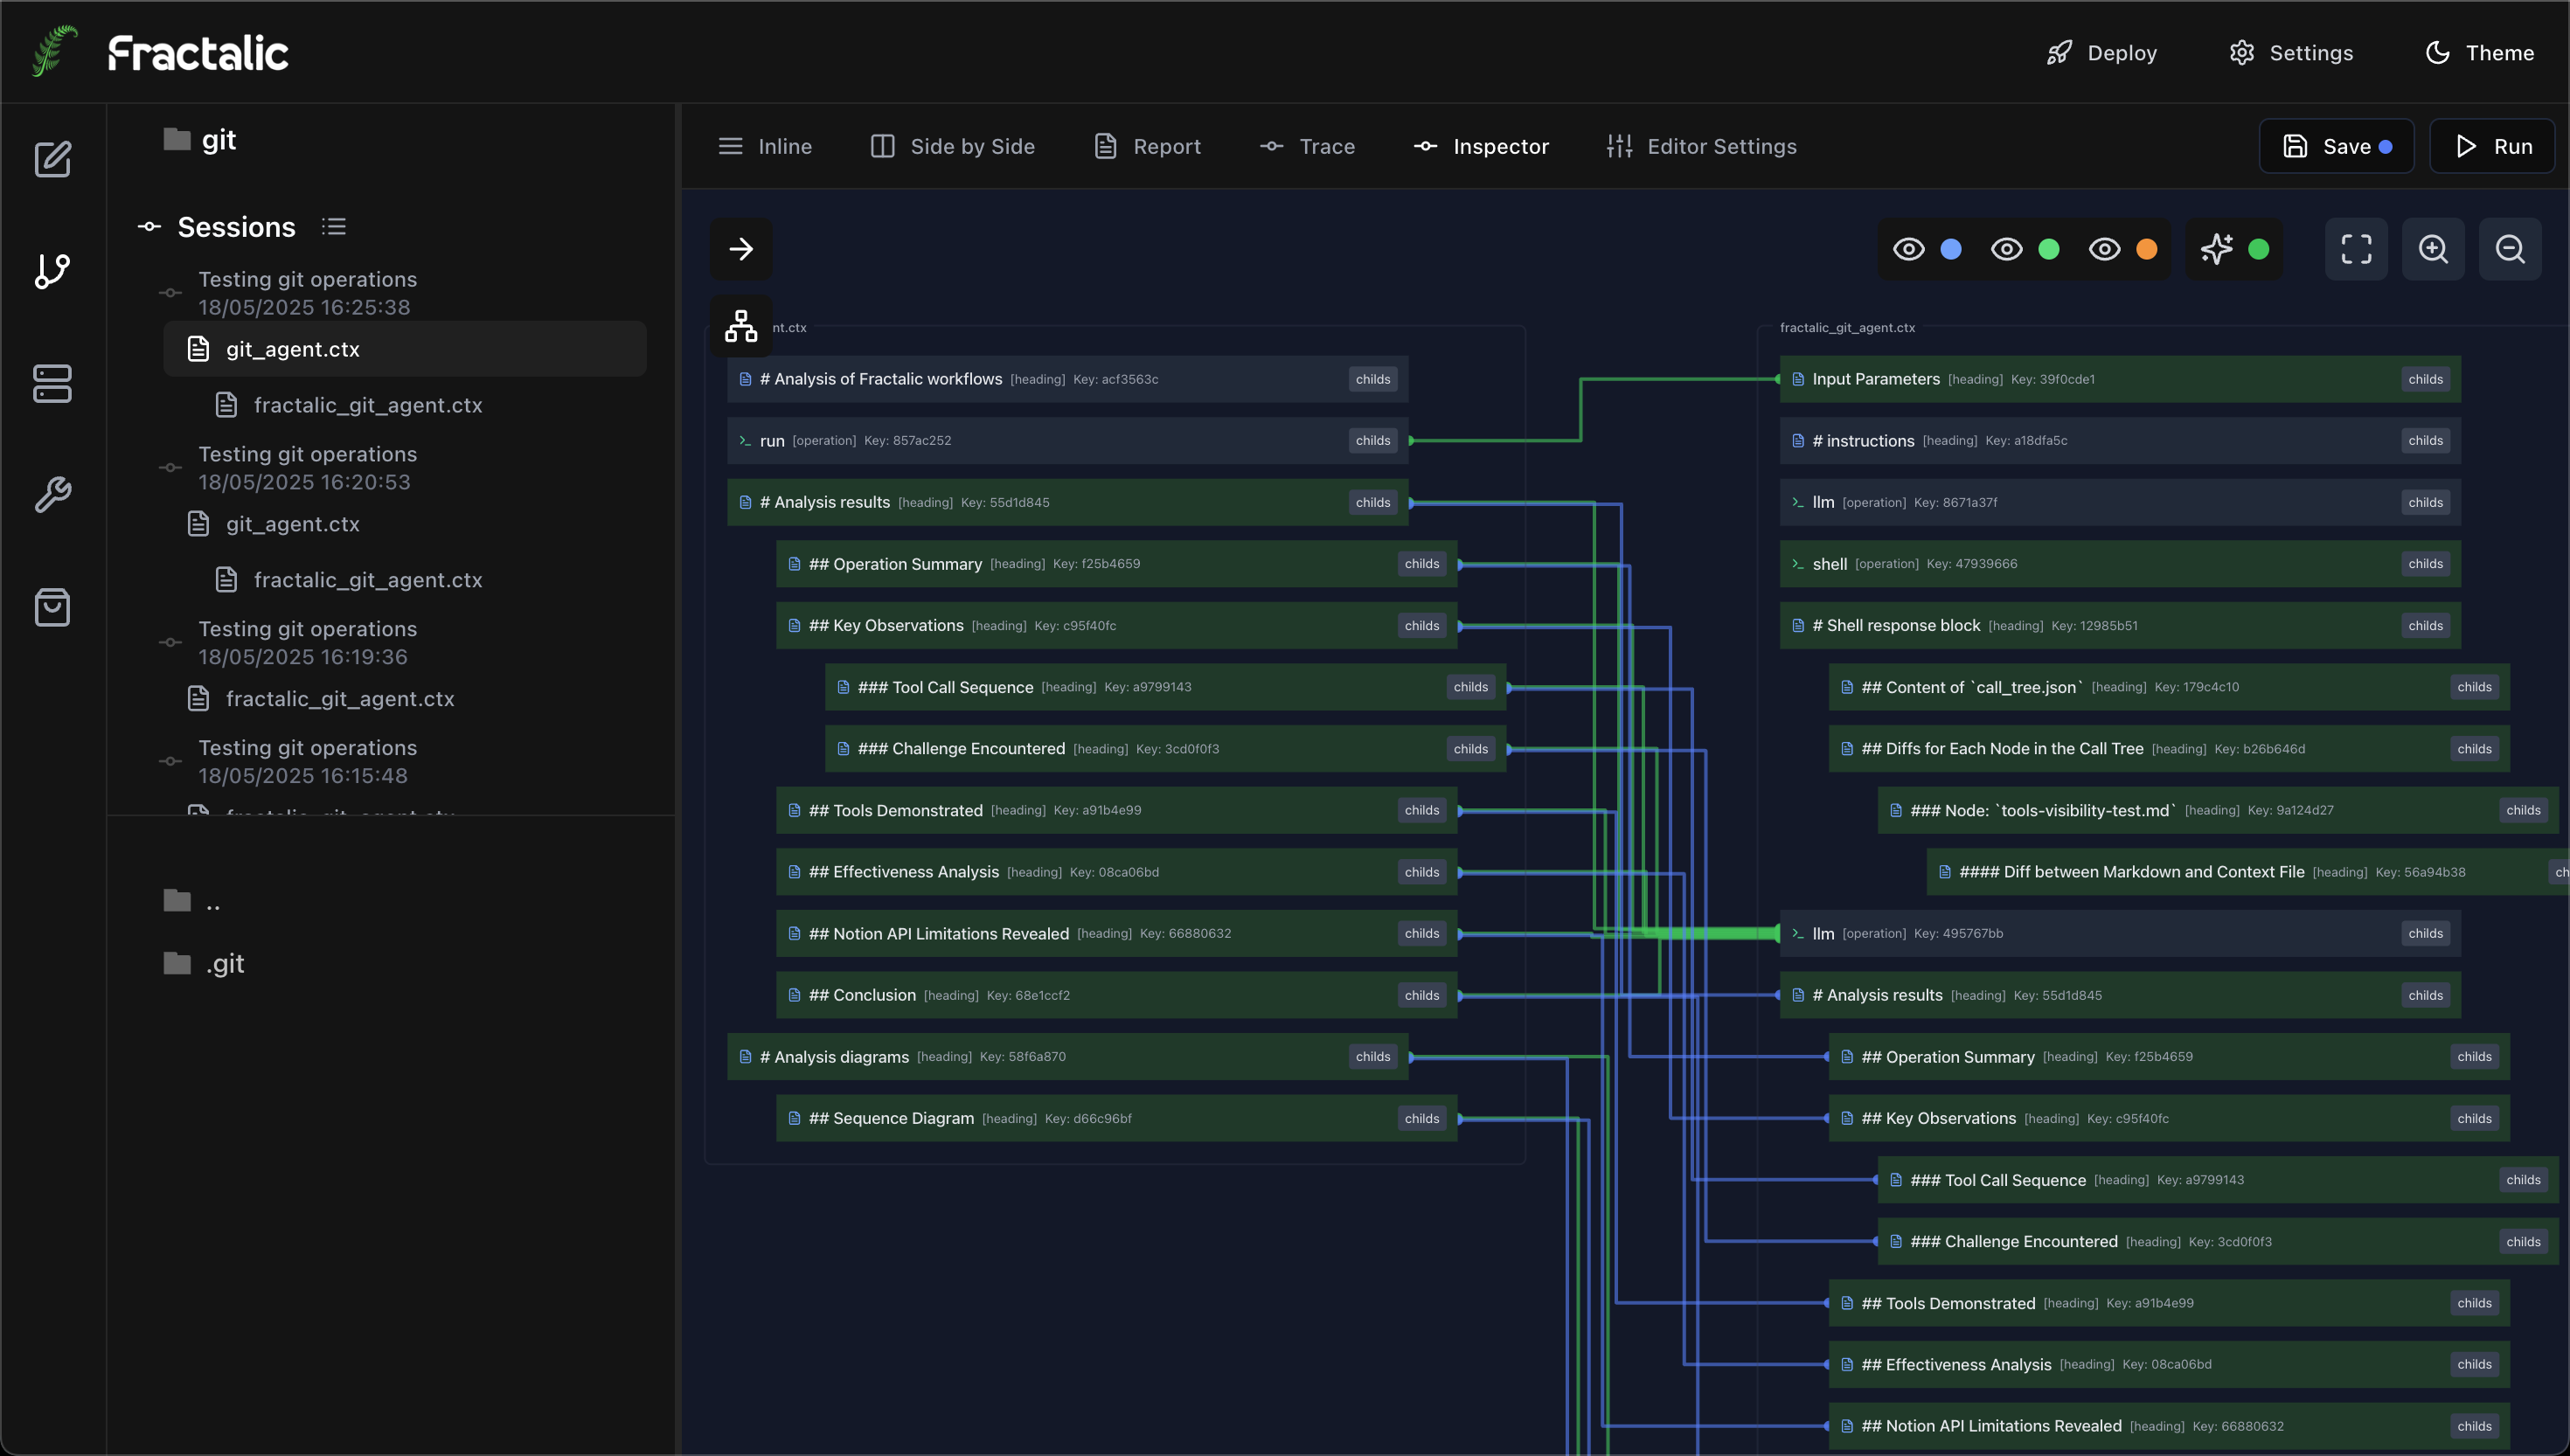 Fractalic
Deploy
Settings
Theme
git
Sessions
Testing git operations
18/05/2025 16:25:38
git_agent.ctx
fractalic_git_agent.ctx
Testing git operations
18/05/2025 16:20:53
git_agent.ctx
fractalic_git_agent.ctx
Testing git operations
18/05/2025 16:19:36
fractalic_git_agent.ctx
Testing git operations
18/05/2025 16:15:48
..
.git
Inline
Side by Side
Report
Trace
Inspector
Editor Settings
Save
Run
nt.ctx
# Analysis of Fractalic workflows [heading] Key: acf3563c childs
run [operation] Key: 857ac252 childs
# Analysis results [heading] Key: 55d1d845 childs
## Operation Summary [heading] Key: f25b4659 childs
## Key Observations [heading] Key: c95f40fc childs
### Tool Call Sequence [heading] Key: a9799143 childs
### Challenge Encountered [heading] Key: 3cd0f0f3 childs
## Tools Demonstrated [heading] Key: a91b4e99 childs
## Effectiveness Analysis [heading] Key: 08ca06bd childs
## Notion API Limitations Revealed [heading] Key: 66880632 childs
## Conclusion [heading] Key: 68e1ccf2 childs
# Analysis diagrams [heading] Key: 58f6a870 childs
## Sequence Diagram [heading] Key: d66c96bf childs
fractalic_git_agent.ctx
Input Parameters [heading] Key: 39f0cde1 childs
# instructions [heading] Key: a18dfa5c childs
llm [operation] Key: 8671a37f childs
shell [operation] Key: 47939666 childs
# Shell response block [heading] Key: 12985b51 childs
## Content of `call_tree.json` [heading] Key: 179c4c10 childs
## Diffs for Each Node in the Call Tree [heading] Key: b26b646d childs
### Node: `tools-visibility-test.md` [heading] Key: 9a124d27 childs
#### Diff between Markdown and Context File [heading] Key: 56a94b38 ch
llm [operation] Key: 495767bb childs
# Analysis results [heading] Key: 55d1d845 childs
## Operation Summary [heading] Key: f25b4659 childs
## Key Observations [heading] Key: c95f40fc childs
### Tool Call Sequence [heading] Key: a9799143 childs
### Challenge Encountered [heading] Key: 3cd0f0f3 childs
## Tools Demonstrated [heading] Key: a91b4e99 childs
## Effectiveness Analysis [heading] Key: 08ca06bd childs
## Notion API Limitations Revealed [heading] Key: 66880632 childs